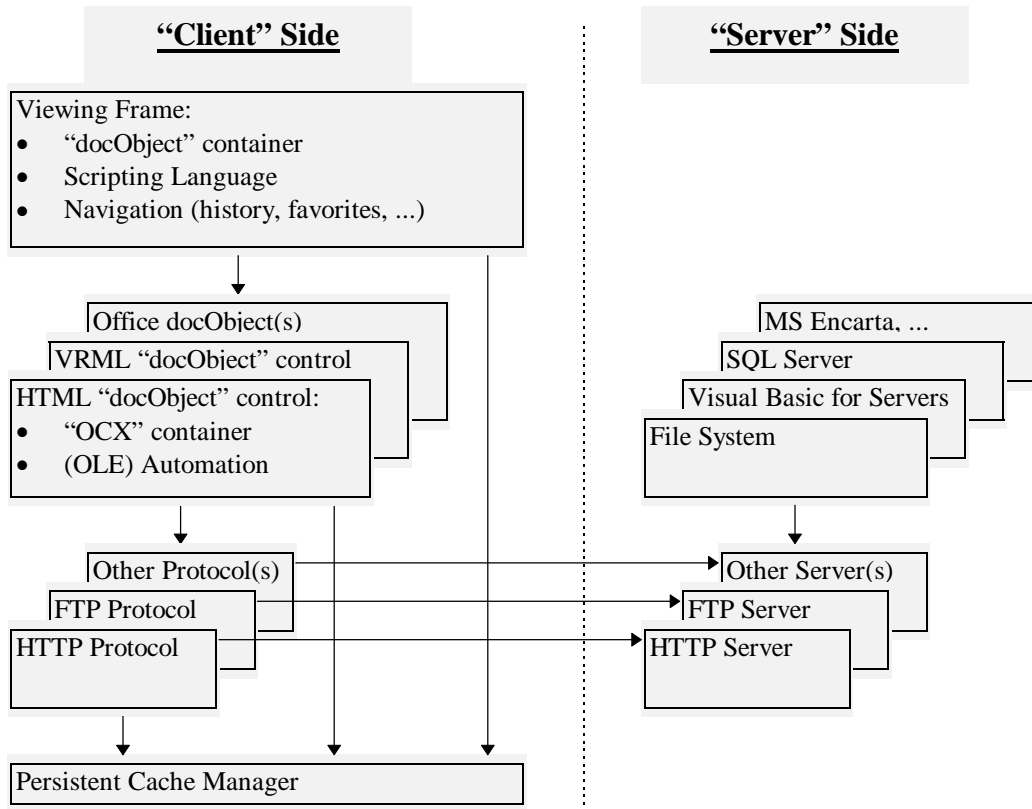 “Client” Side
Viewing Frame:
• “docObject” container
• Scripting Language
• Navigation (history, favorites, ...)
Office docObject(s)
VRML “docObject” control
HTML “docObject” control:
• “OCX” container
• (OLE) Automation
Other Protocol(s)
FTP Protocol
HTTP Protocol
Persistent Cache Manager
“Server” Side
MS Encarta, ...
SQL Server
Visual Basic for Servers
File System
Other Server(s)
FTP Server
HTTP Server